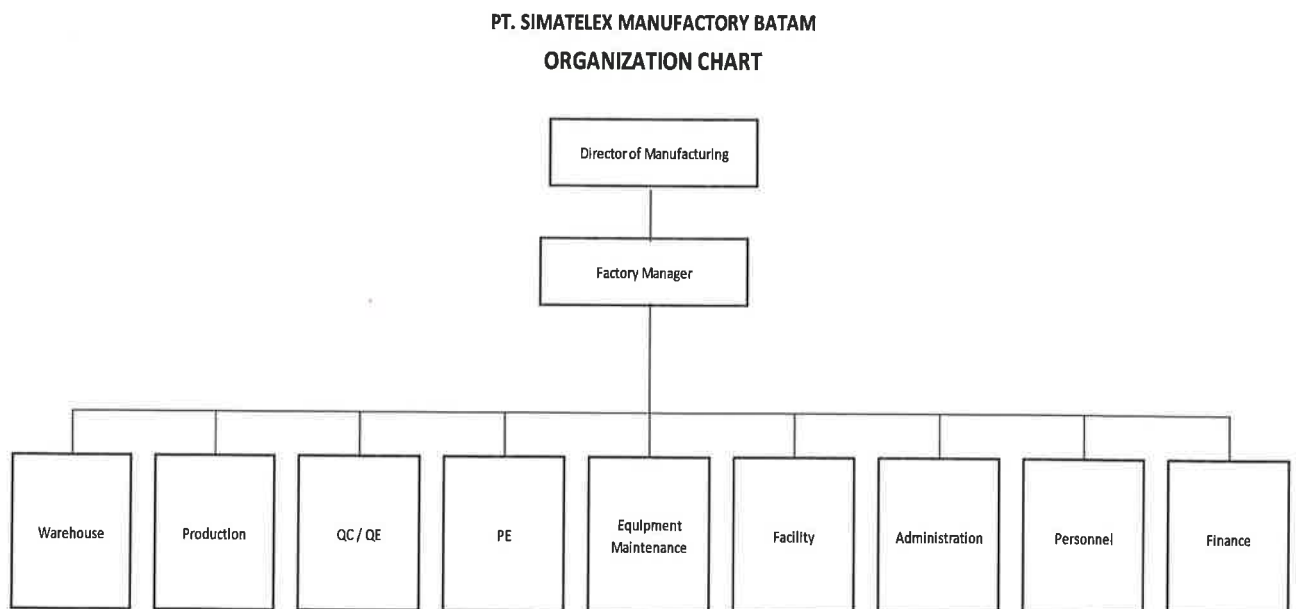 PT. SIMATELEX MANUFACTORY BATAM
ORGANIZATION CHART
Director of Manufacturing
Factory Manager
Warehouse
Production
QC / QE
PE
Equipment
Maintenance
Facility
Administration
Personnel
Finance